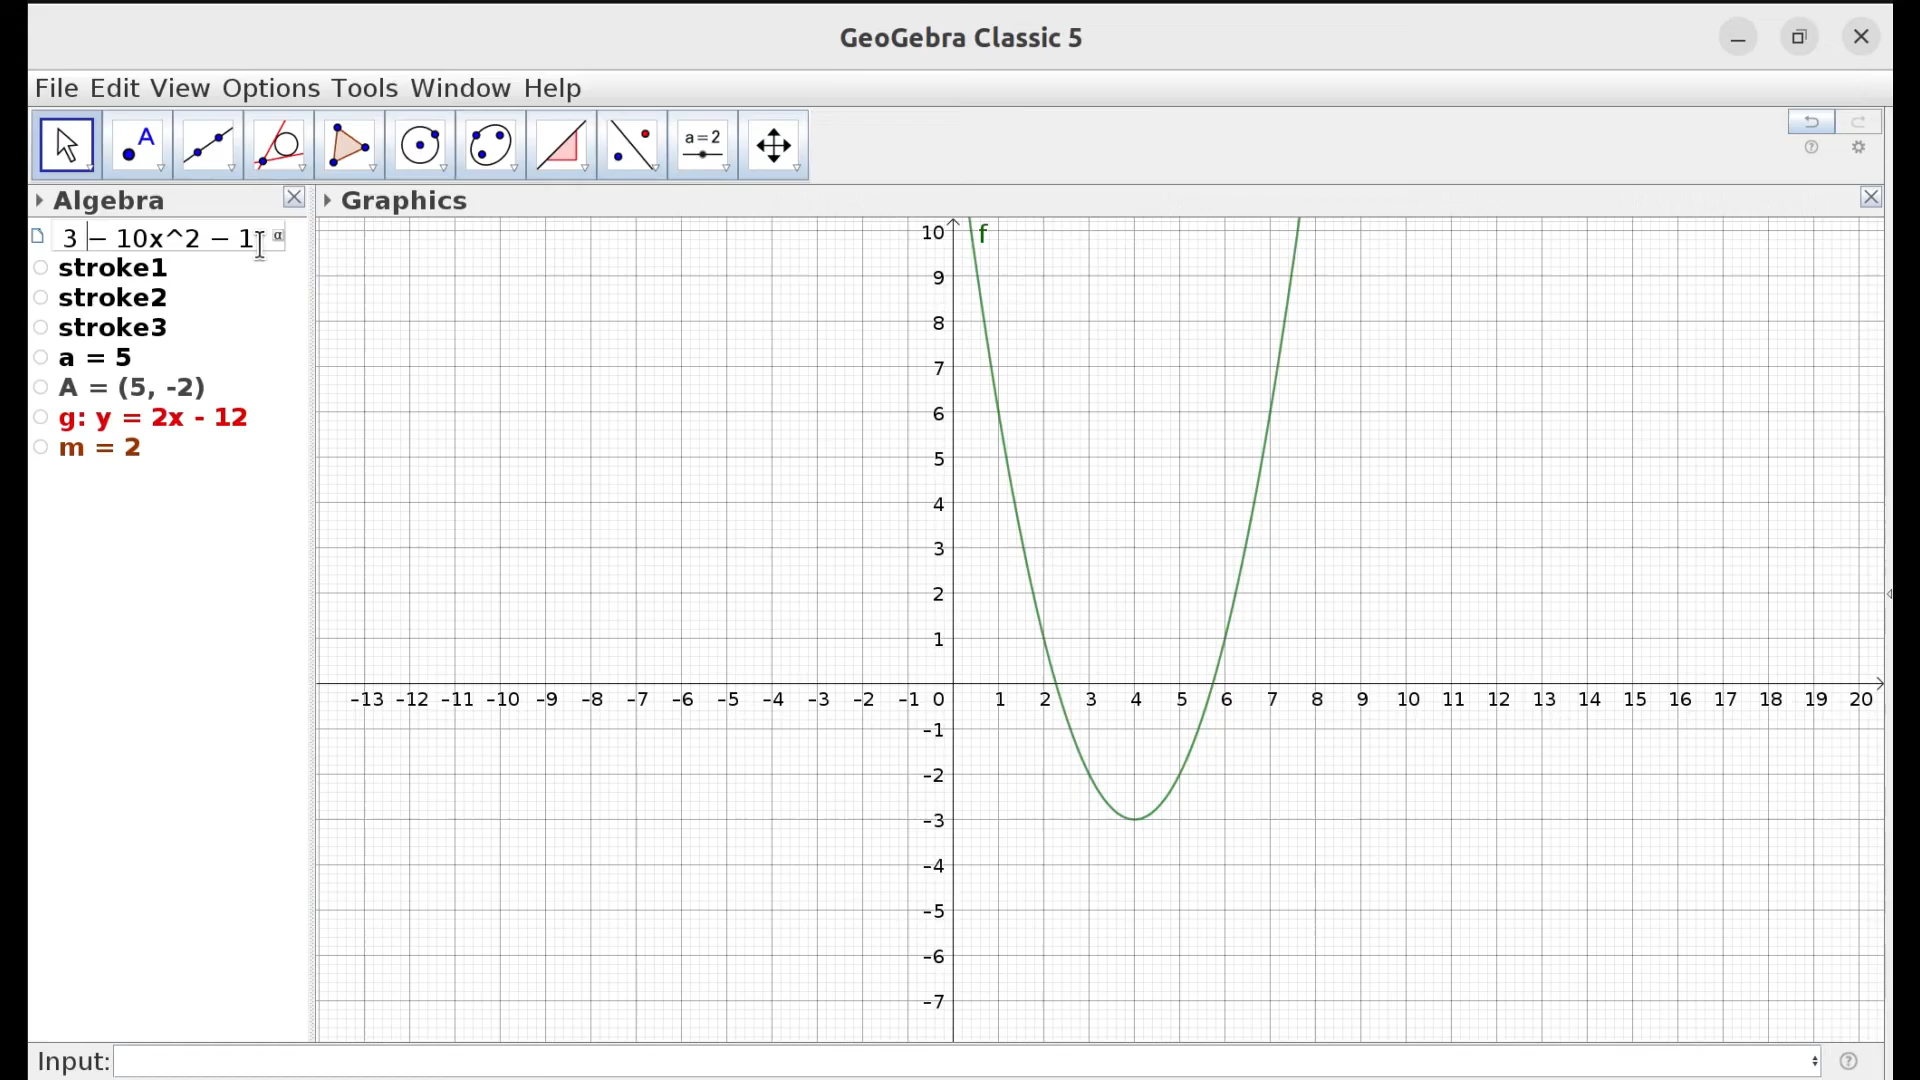 GeoGebra Classic 5
File Edit View Options Tools Window Help
A
a=2
Algebra
Graphics
3 – 10x^2 – 1
α
stroke1
stroke2
stroke3
a = 5
A = (5, -2)
g: y = 2x - 12
m = 2
f
10
9
8
7
6
5
4
3
2
1
-13 -12 -11 -10 -9 -8 -7 -6 -5 -4 -3 -2 -1 0 1 2 3 4 5 6 7 8 9 10 11 12 13 14 15 16 17 18 19 20
-1
-2
-3
-4
-5
-6
-7
Input: